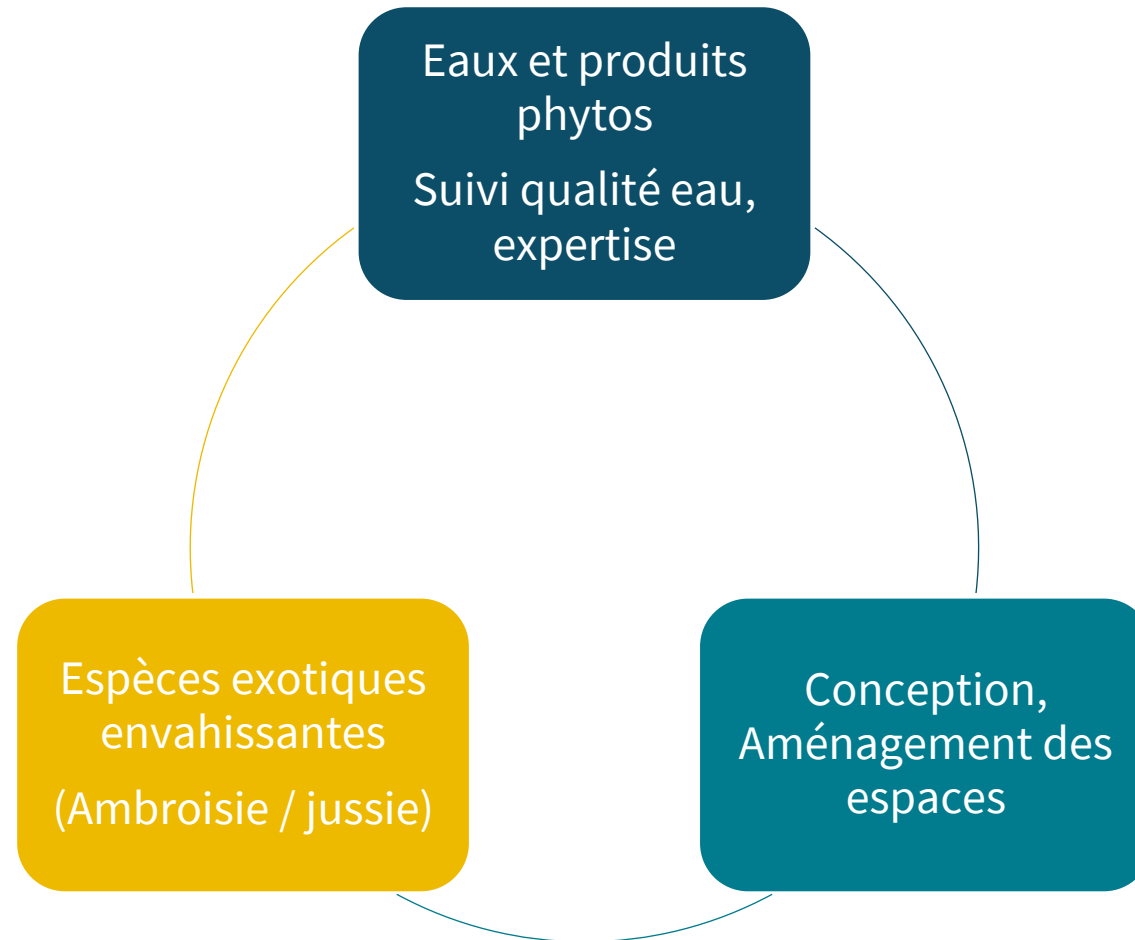 Eaux et produits
phytos
Suivi qualité eau,
expertise
Espèces exotiques
envahissantes
(Ambroisie / jussie)
Conception,
Aménagement des
espaces